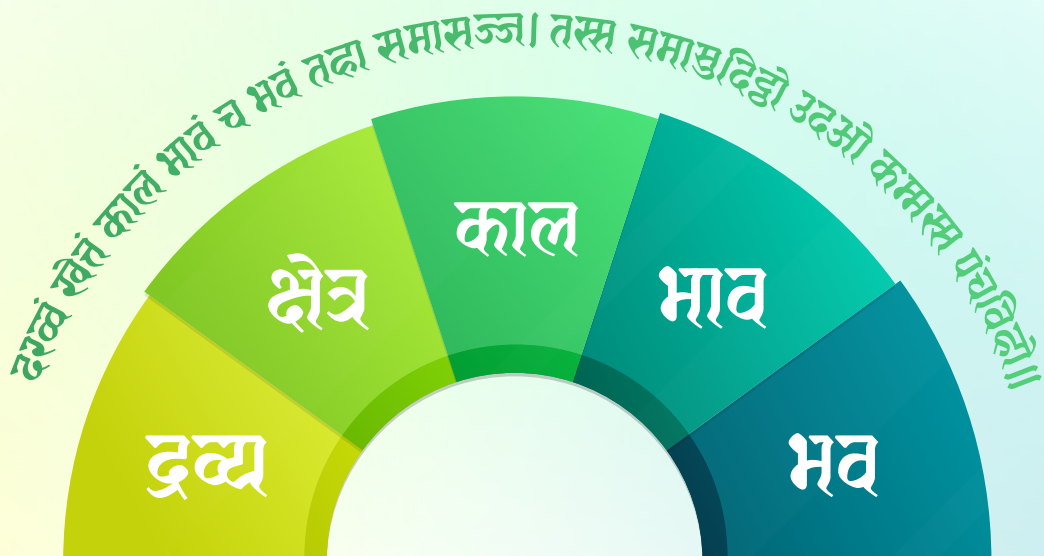 दव्वं खेत्तं कालं भावं च भवं तहा समासज्ज। तस्स समासुदिट्ठो उदओ कम्मस्स पंचविहो॥
द्रव्य
क्षेत्र
काल
भाव
भव